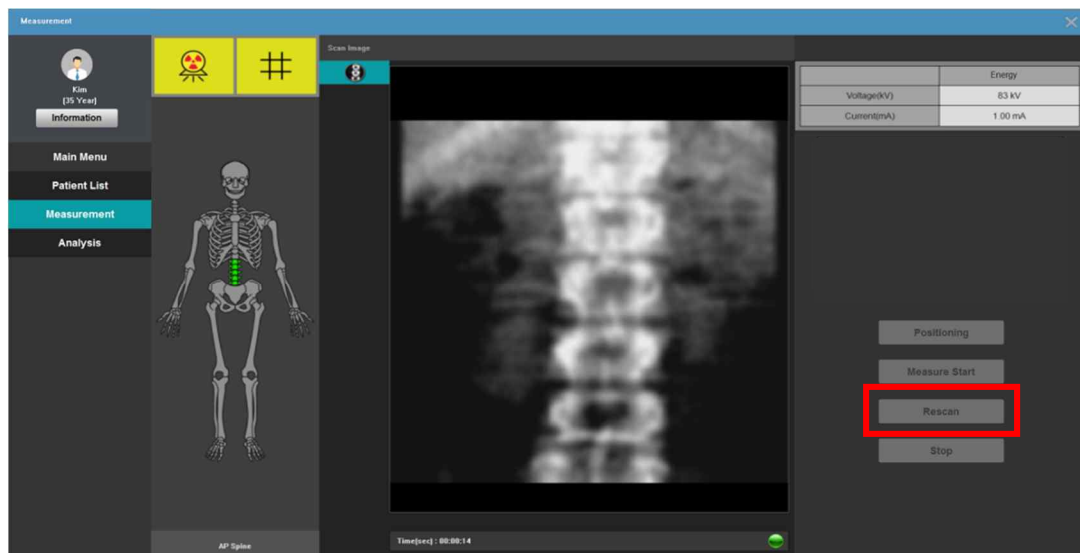 Measurement
Kim
(35 Year)
Information
Main Menu
Patient List
Measurement
Analysis
AP Spine
Scan Image
Time(sec) : 00:00:14
Energy
Voltage(kV) 83 kV
Current(mA) 1.00 mA
Positioning
Measure Start
Rescan
Stop